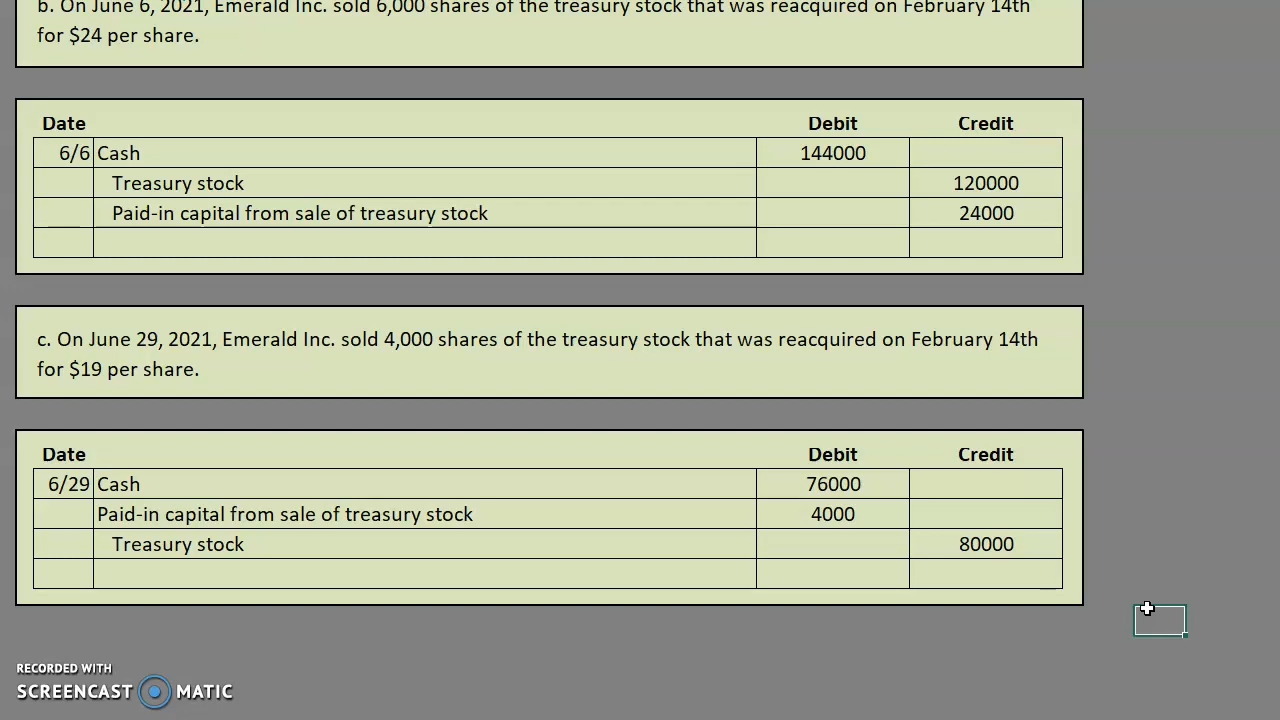 b. On June 6, 2021, Emerald Inc. sold 6,000 shares of the treasury stock that was reacquired on February 14th
for $24 per share.
Date Debit Credit
6/6 Cash 144000
Treasury stock 120000
Paid-in capital from sale of treasury stock 24000
c. On June 29, 2021, Emerald Inc. sold 4,000 shares of the treasury stock that was reacquired on February 14th
for $19 per share.
Date Debit Credit
6/29 Cash 76000
Paid-in capital from sale of treasury stock 4000
Treasury stock 80000
RECORDED WITH
SCREENCAST MATIC